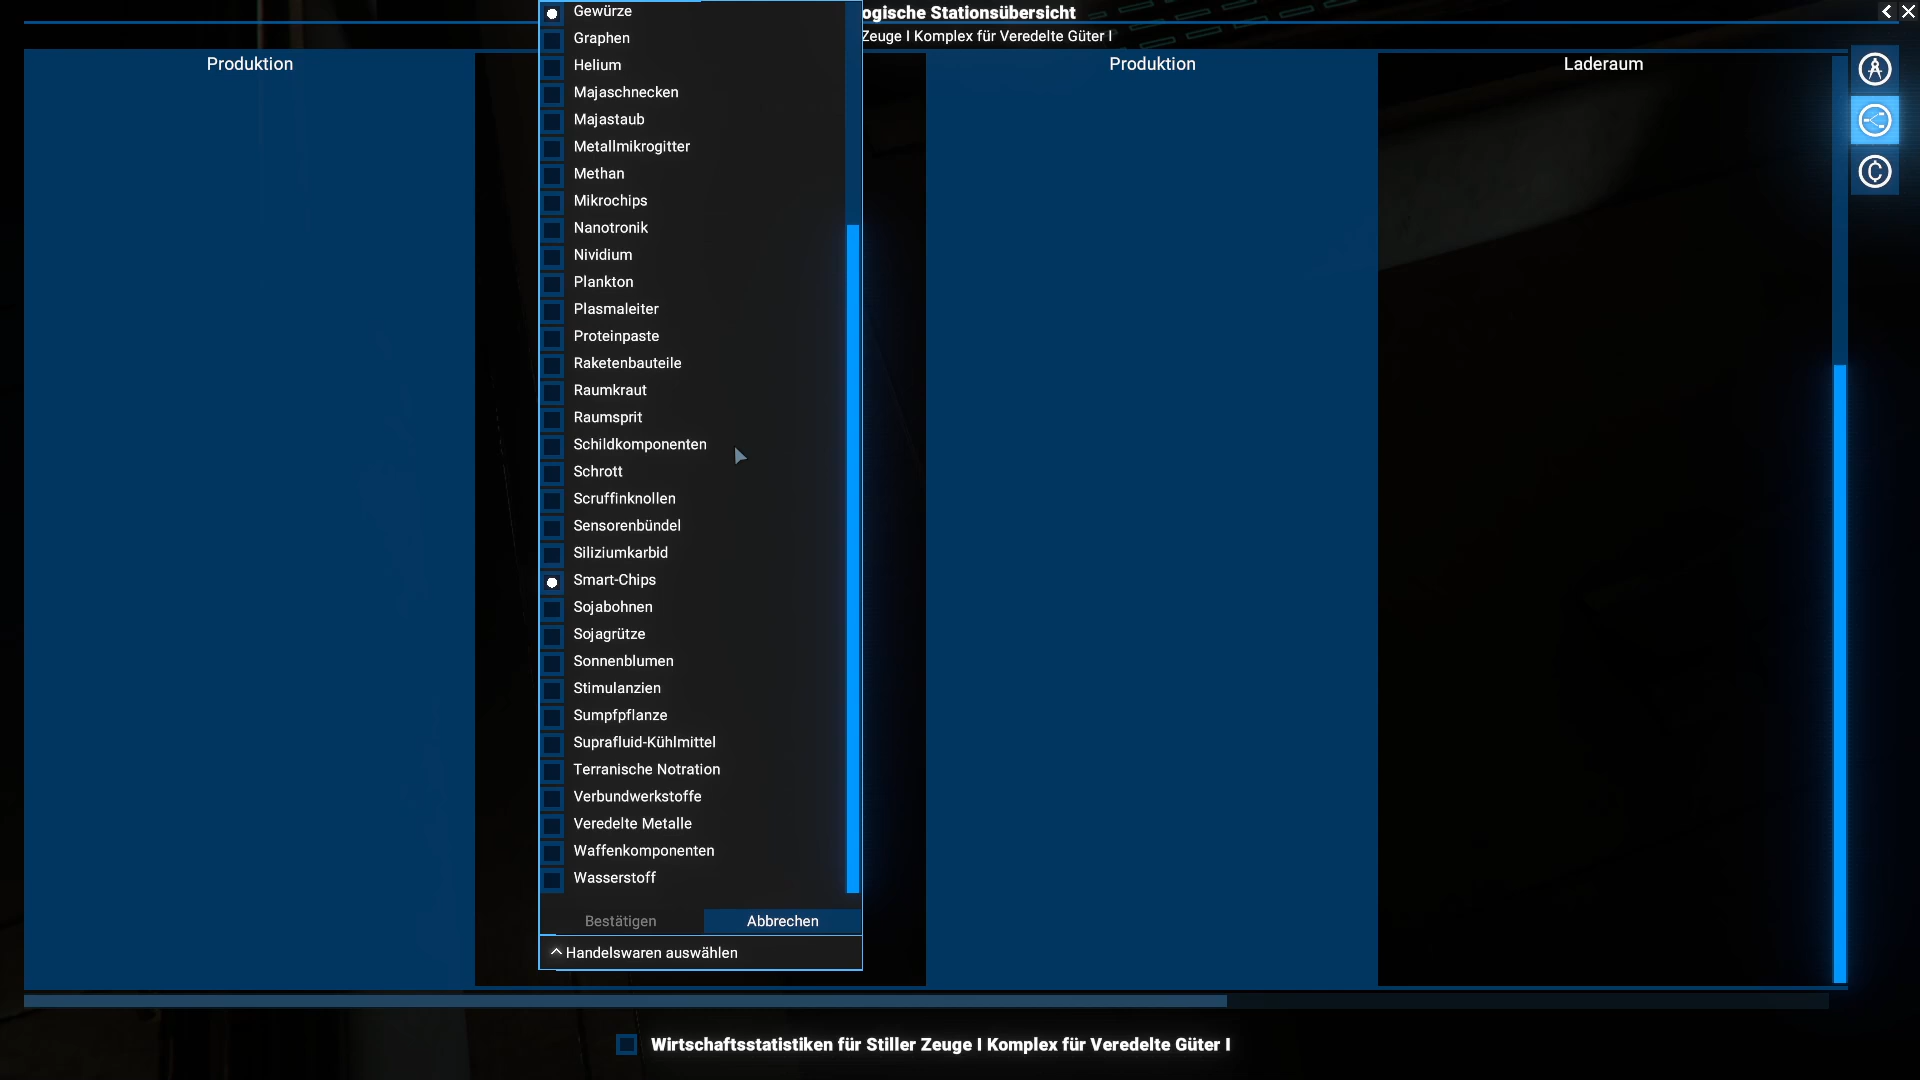 ogische Stationsübersicht
Zeuge I Komplex für Veredelte Güter I
Produktion
Produktion
Laderaum
Gewürze
Graphen
Helium
Majaschnecken
Majastaub
Metallmikrogitter
Methan
Mikrochips
Nanotronik
Nividium
Plankton
Plasmaleiter
Proteinpaste
Raketenbauteile
Raumkraut
Raumsprit
Schildkomponenten
Schrott
Scruffinknollen
Sensorenbündel
Siliziumkarbid
Smart-Chips
Sojabohnen
Sojagrütze
Sonnenblumen
Stimulanzien
Sumpfpflanze
Suprafluid-Kühlmittel
Terranische Notration
Verbundwerkstoffe
Veredelte Metalle
Waffenkomponenten
Wasserstoff
Bestätigen
Abbrechen
Handelswaren auswählen
Wirtschaftsstatistiken für Stiller Zeuge I Komplex für Veredelte Güter I